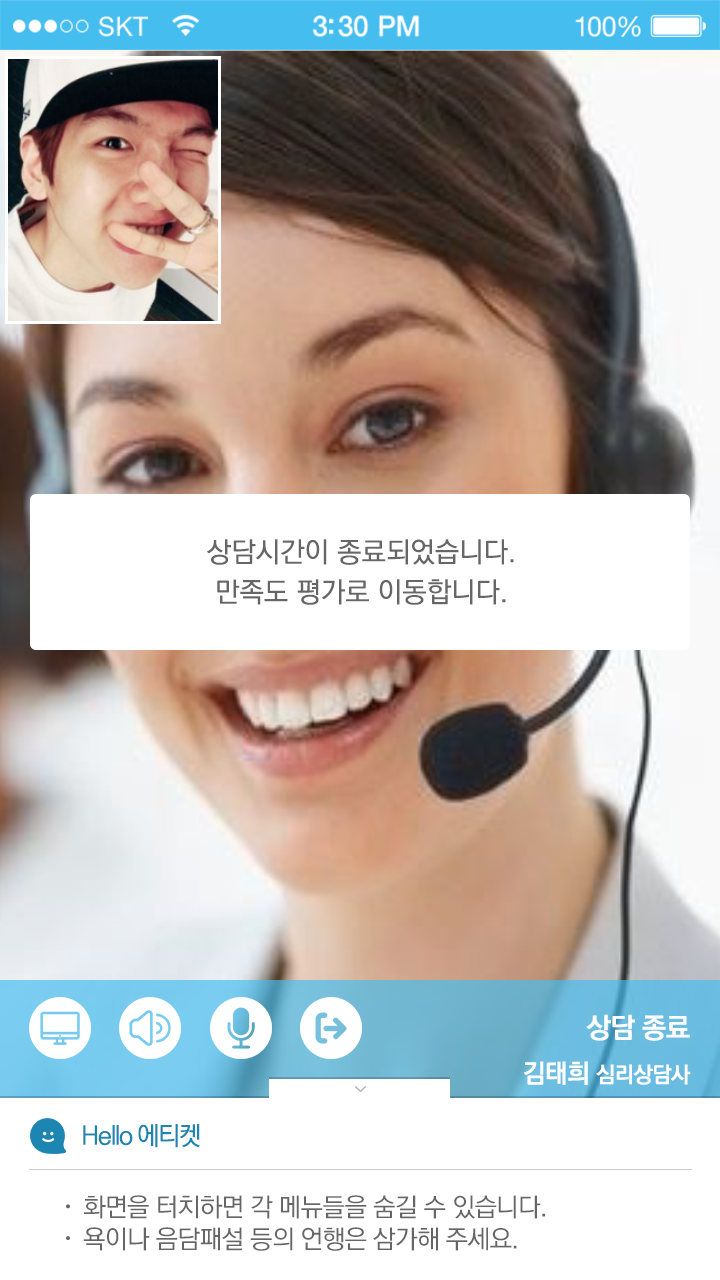 SKT 3:30 PM 100%
상담시간이 종료되었습니다.
만족도 평가로 이동합니다.
상담 종료
김태희 심리상담사
Hello 에티켓
· 화면을 터치하면 각 메뉴들을 숨길 수 있습니다.
· 욕이나 음담패설 등의 언행은 삼가해 주세요.